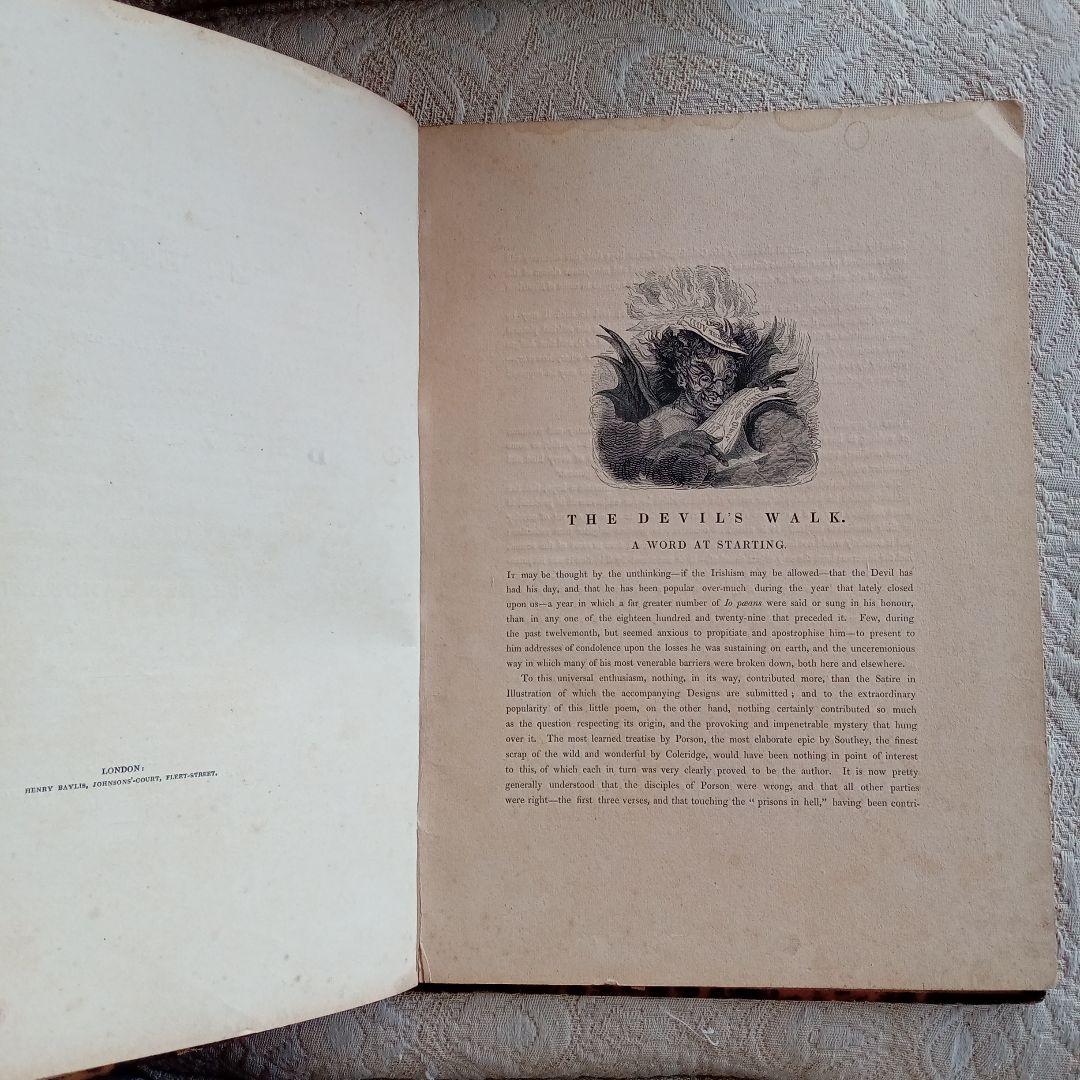 LONDON:
HENRY BAYLIS, JOHNSONS'-COURT, FLEET-STREET.
THE DEVIL'S WALK.
A WORD AT STARTING.
It may be thought by the unthinking—if the Irishism may be allowed—that the Devil has
had his day, and that he has been popular over-much during the year that lately closed
upon us—a year in which a far greater number of Io pæans were said or sung in his honour,
than in any one of the eighteen hundred and twenty-nine that preceded it. Few, during
the past twelvemonth, but seemed anxious to propitiate and apostrophise him—to present to
him addresses of condolence upon the losses he was sustaining on earth, and the unceremonious
way in which many of his most venerable barriers were broken down, both here and elsewhere.
To this universal enthusiasm, nothing, in its way, contributed more, than the Satire in
Illustration of which the accompanying Designs are submitted; and to the extraordinary
popularity of this little poem, on the other hand, nothing certainly contributed so much
as the question respecting its origin, and the provoking and impenetrable mystery that hung
over it. The most learned treatise by Porson, the most elaborate epic by Southey, the finest
scrap of the wild and wonderful by Coleridge, would have been nothing in point of interest
to this, of which each in turn was very clearly proved to be the author. It is now pretty
generally understood that the disciples of Porson were wrong, and that all other parties
were right—the first three verses, and that touching the "prisons in hell," having been contri-